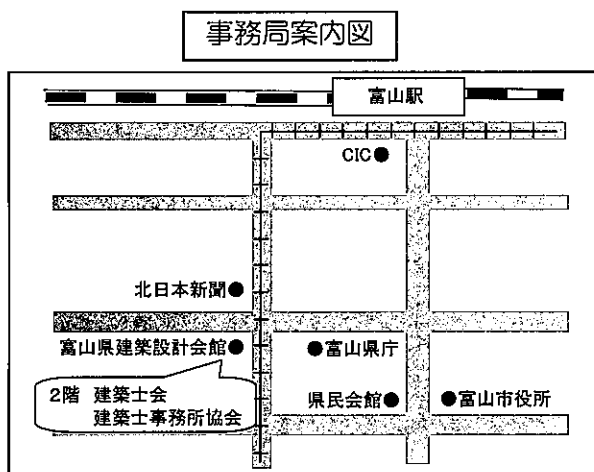 事務局案内図
富山駅
CIC●
北日本新聞●
富山県建築設計会館●
●富山県庁
2階 建築士会
建築士事務所協会
県民会館●
●富山市役所